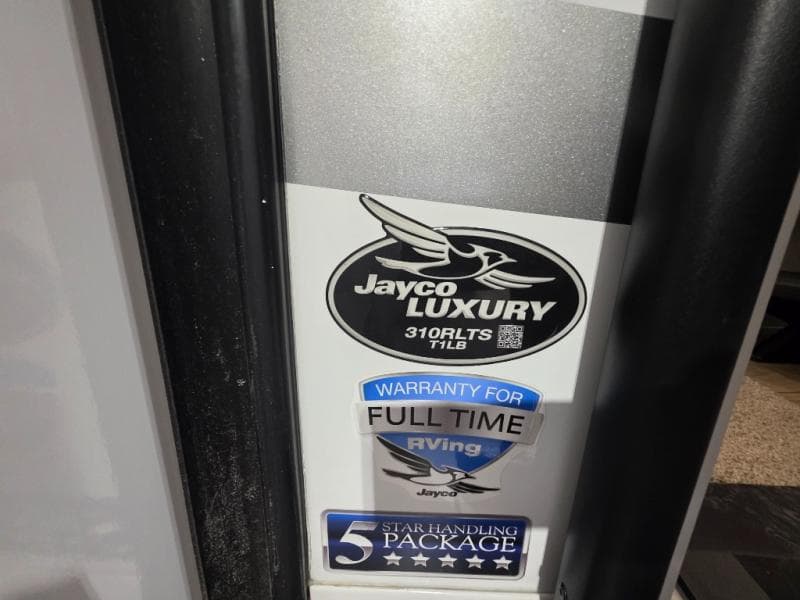 Jayco
LUXURY
310RLTS
T1LB
WARRANTY FOR
FULL TIME
RVing
Jayco
5 STAR HANDLING
PACKAGE